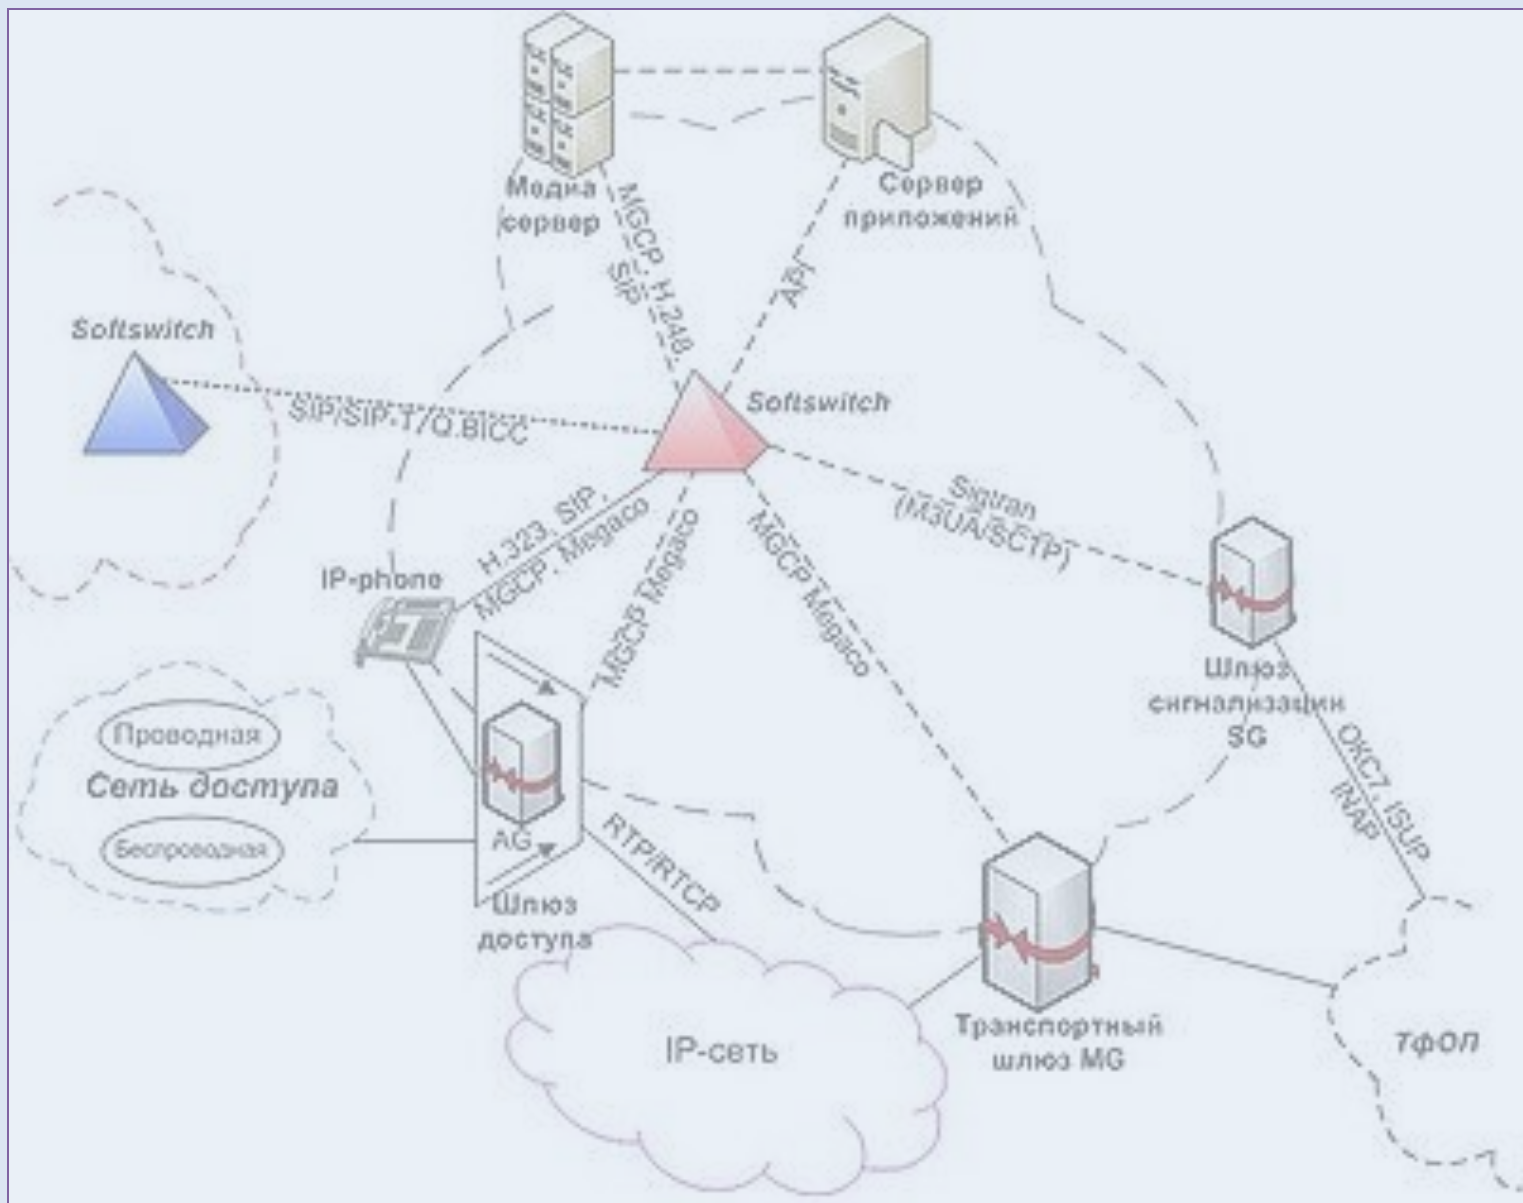 Медиа
сервер
Сервер
приложений
MGCP, H.248,
SIP
API
Softswitch
Softswitch
SIP/SIP-T/Q.BICC
Sigtran
(M3UA/SCTP)
H.323, SIP,
MGCP, Megaco
MGCP Megaco
MGCP Megaco
IP-phone
Шлюз
сигнализации
SG
ОКС7, ISUP
INAP
Проводная
Сеть доступа
Беспроводная
AG
RTP/RTCP
Шлюз
доступа
IP-сеть
Транспортный
шлюз MG
ТфОП